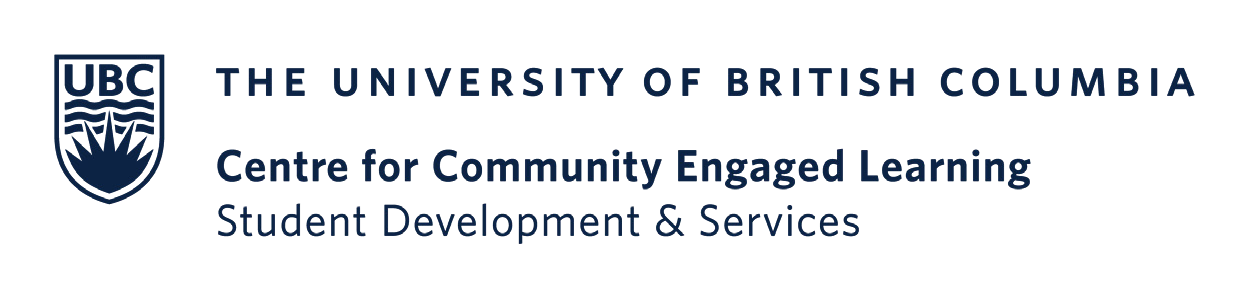 UBC
THE UNIVERSITY OF BRITISH COLUMBIA
Centre for Community Engaged Learning
Student Development & Services